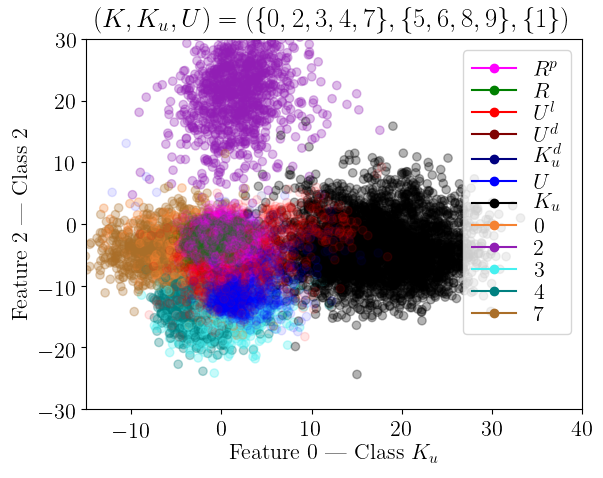 (K, K_u, U) = ({0, 2, 3, 4, 7}, {5, 6, 8, 9}, {1})
30
20
10
0
−10
−20
−30
Feature 2 — Class 2
−10
0
10
20
30
40
Feature 0 — Class K_u
R^p
R
U^l
U^d
K_u^d
U
K_u
0
2
3
4
7